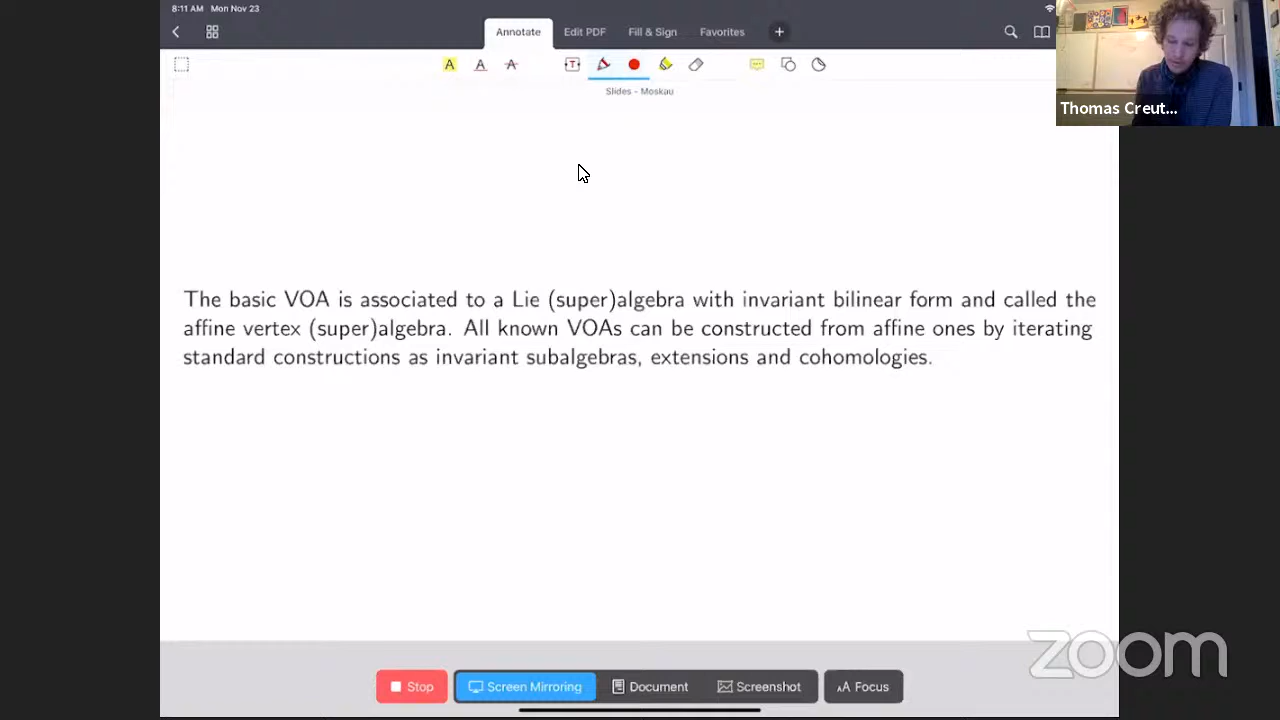 8:11 AM Mon Nov 23
Annotate
Edit PDF
Fill & Sign
Favorites
+
A A A T
Slides - Moskau
Thomas Creut...
The basic VOA is associated to a Lie (super)algebra with invariant bilinear form and called the
affine vertex (super)algebra. All known VOAs can be constructed from affine ones by iterating
standard constructions as invariant subalgebras, extensions and cohomologies.
zoom
Stop
Screen Mirroring
Document
Screenshot
AA Focus